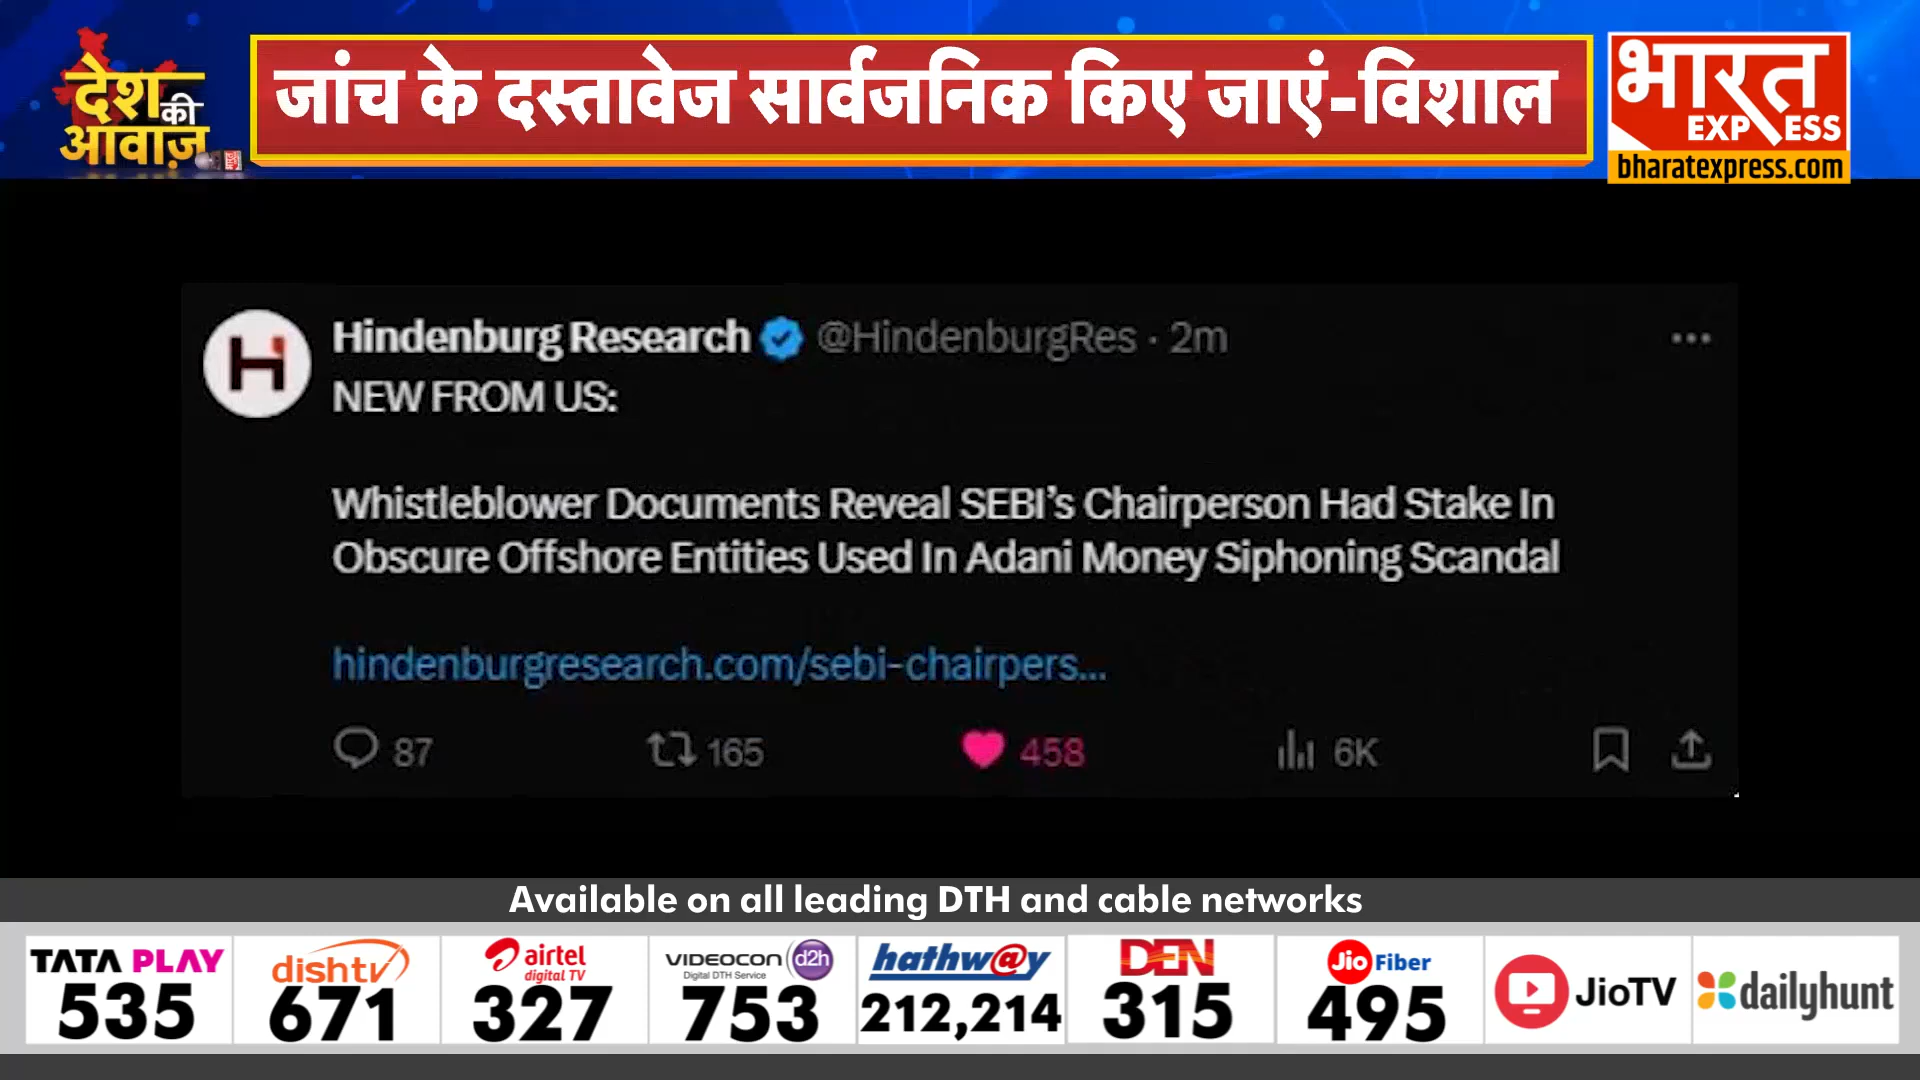 देश की आवाज़
जांच के दस्तावेज सार्वजनिक किए जाएं-विशाल
भारत
EXPRESS
bharatexpress.com
Hindenburg Research @HindenburgRes · 2m
NEW FROM US:
Whistleblower Documents Reveal SEBI's Chairperson Had Stake In
Obscure Offshore Entities Used In Adani Money Siphoning Scandal
hindenburgresearch.com/sebi-chairpers...
87 165 458 6K
Available on all leading DTH and cable networks
TATA PLAY
535
dishtv
671
airtel
digital TV
327
VIDEOCON d2h
Digital DTH Service
753
hathw@y
212,214
DEN
315
Jio Fiber
495
JioTV
dailyhunt